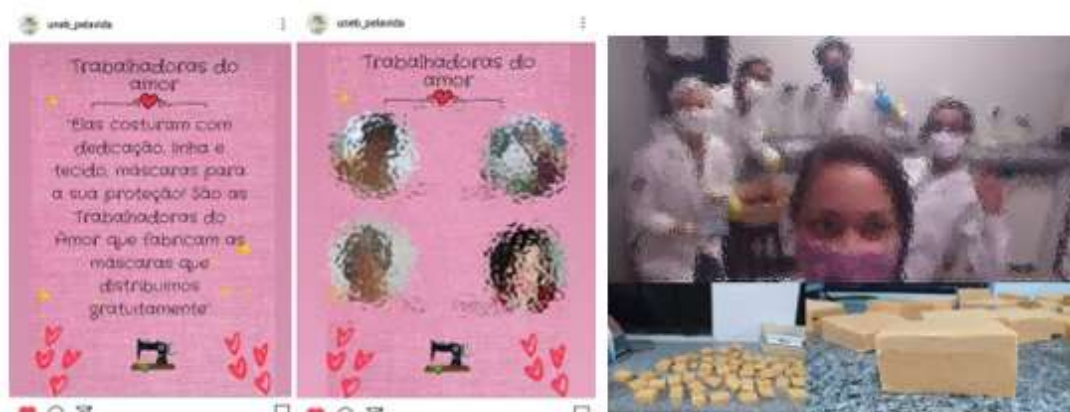 uneb_pelavida
Trabalhadoras do
amor
"Elas costuram com
dedicação, linha e
tecido, máscaras para
a sua proteção! São as
Trabalhadoras do
Amor que fabricam as
máscaras que
distribuímos
gratuitamente"
uneb_pelavida
Trabalhadoras do
amor